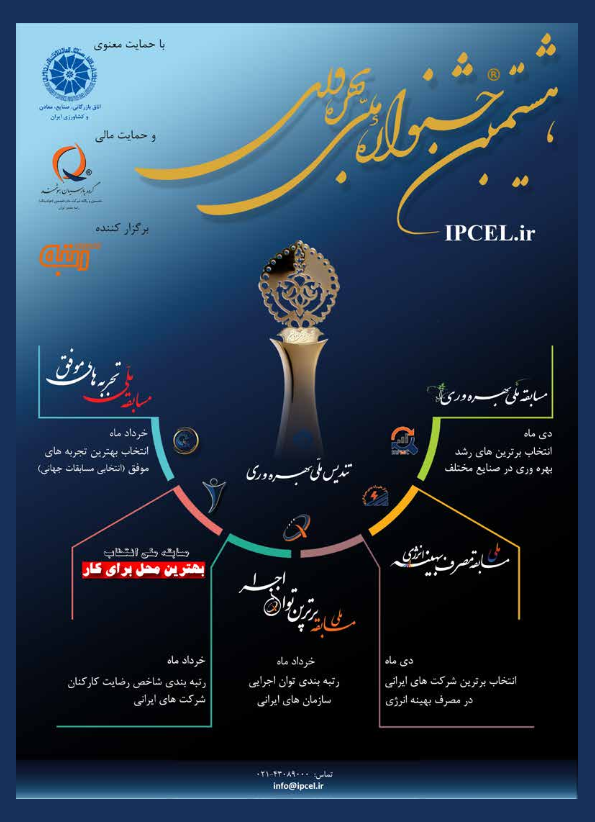 با حمایت معنوی
اتاق بازرگانی، صنایع، معادن
و کشاورزی ایران
و حمایت مالی
برگزار کننده
هشتمین جشنواره ملی بهره وری
®
IPCEL.ir
مسابقه ملی بهره وری
دی ماه
انتخاب برترین های رشد
بهره وری در صنایع مختلف
مسابقه ملی تجربه های موفق
خرداد ماه
انتخاب بهترین تجربه های
موفق (انتخابی مسابقات جهانی)
تندیس ملی بهره وری
مسابقه ملی مصرف بهینه انرژی
دی ماه
انتخاب برترین شرکت های ایرانی
در مصرف بهینه انرژی
مسابقه ملی برترین توان اجرا
خرداد ماه
رتبه بندی توان اجرایی
سازمان های ایرانی
مسابقه ملی انتخاب
بهترین محل برای کار
خرداد ماه
رتبه بندی شاخص رضایت کارکنان
شرکت های ایرانی
تماس: ۰۲۱-۴۳۰۸۹۰۰۰
info@ipcel.ir